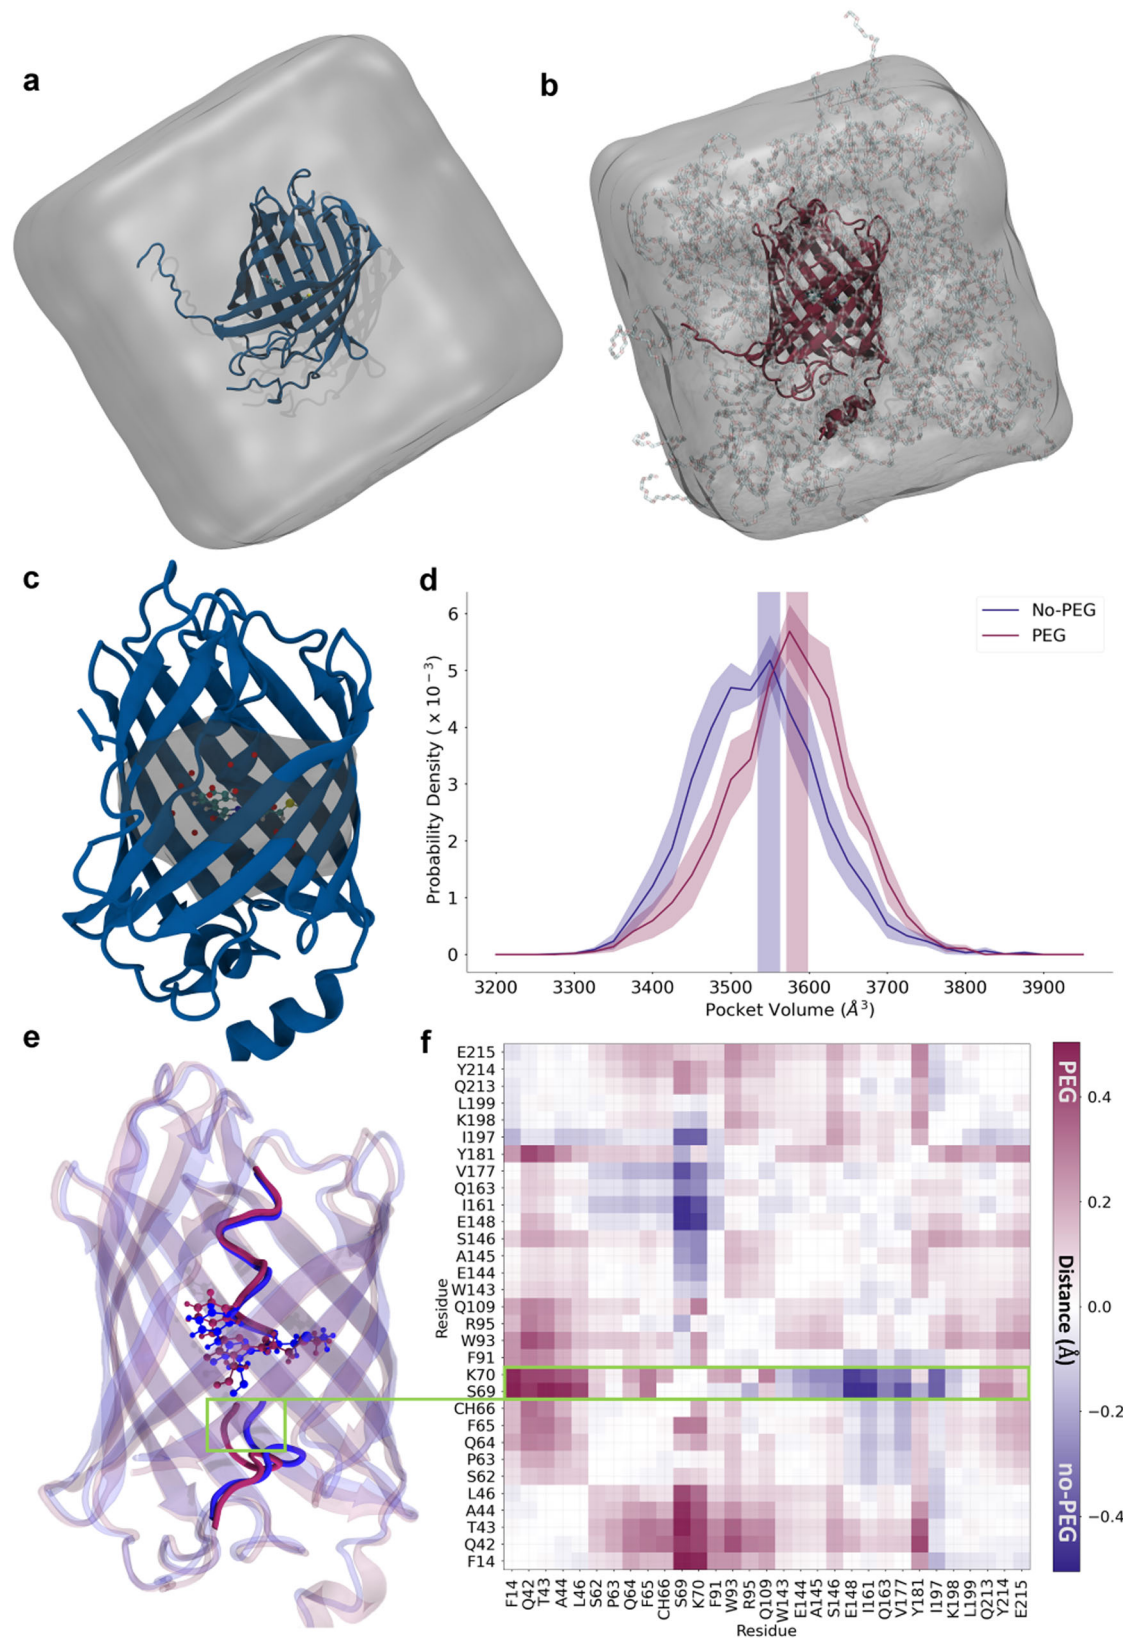 a
b
c
d
No-PEG
PEG
6
5
4
3
2
1
0
Probability Density ( x 10⁻³)
3200 3300 3400 3500 3600 3700 3800 3900
Pocket Volume (Å³)
e
f
E215
Y214
Q213
L199
K198
I197
Y181
V177
Q163
I161
E148
S146
A145
E144
W143
Q109
R95
W93
F91
K70
S69
CH66
F65
Q64
P63
S62
L46
A44
T43
Q42
F14
Residue
F14 Q42 T43 A44 L46 S62 P63 Q64 F65 CH66 S69 K70 F91 W93 R95 Q109 W143 E144 A145 S146 E148 I161 Q163 V177 Y181 I197 K198 L199 Q213 Y214 E215
Residue
PEG
no-PEG
0.4
0.2
0.0
−0.2
−0.4
Distance (Å)